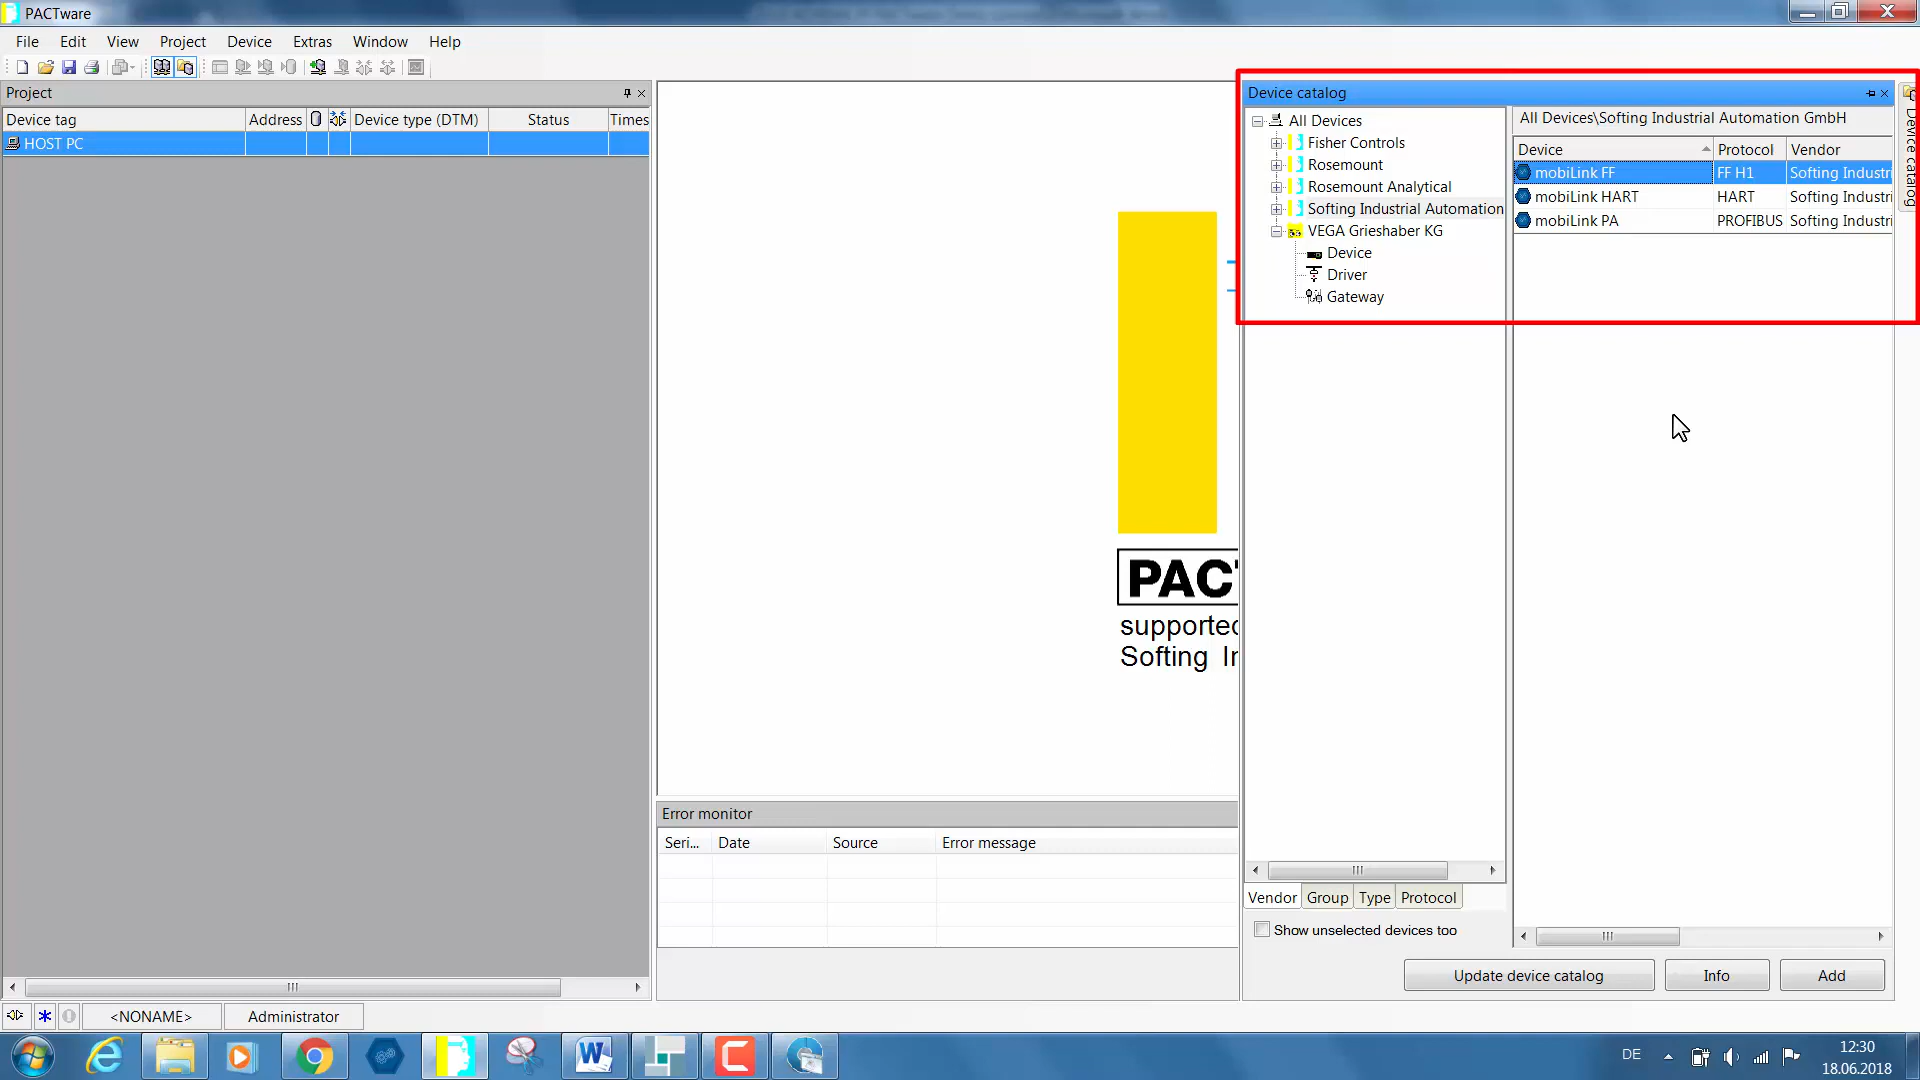 PACTware
File Edit View Project Device Extras Window Help
Project
Device tag Address Device type (DTM) Status Times
HOST PC
PACT
supported
Softing In
Error monitor
Seri... Date Source Error message
Device catalog
All Devices
Fisher Controls
Rosemount
Rosemount Analytical
Softing Industrial Automation
VEGA Grieshaber KG
Device
Driver
Gateway
All Devices\Softing Industrial Automation GmbH
Device Protocol Vendor
mobiLink FF FF H1 Softing Industri
mobiLink HART HART Softing Industri
mobiLink PA PROFIBUS Softing Industri
Device catalog
Vendor Group Type Protocol
Show unselected devices too
Update device catalog Info Add
<NONAME> Administrator
DE
12:30
18.06.2018